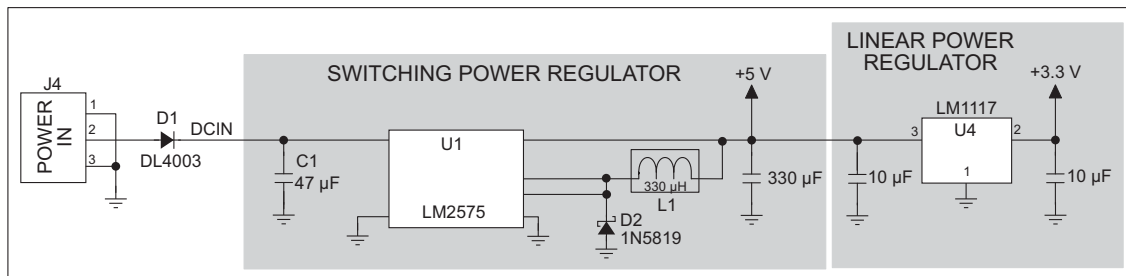 LINEAR POWER
REGULATOR
SWITCHING POWER REGULATOR
+5 V
+3.3 V
J4
POWER
IN
1
2
3
D1
DCIN
DL4003
C1
47 µF
U1
LM2575
330 µH
L1
D2
1N5819
330 µF
10 µF
LM1117
3
U4
2
1
10 µF